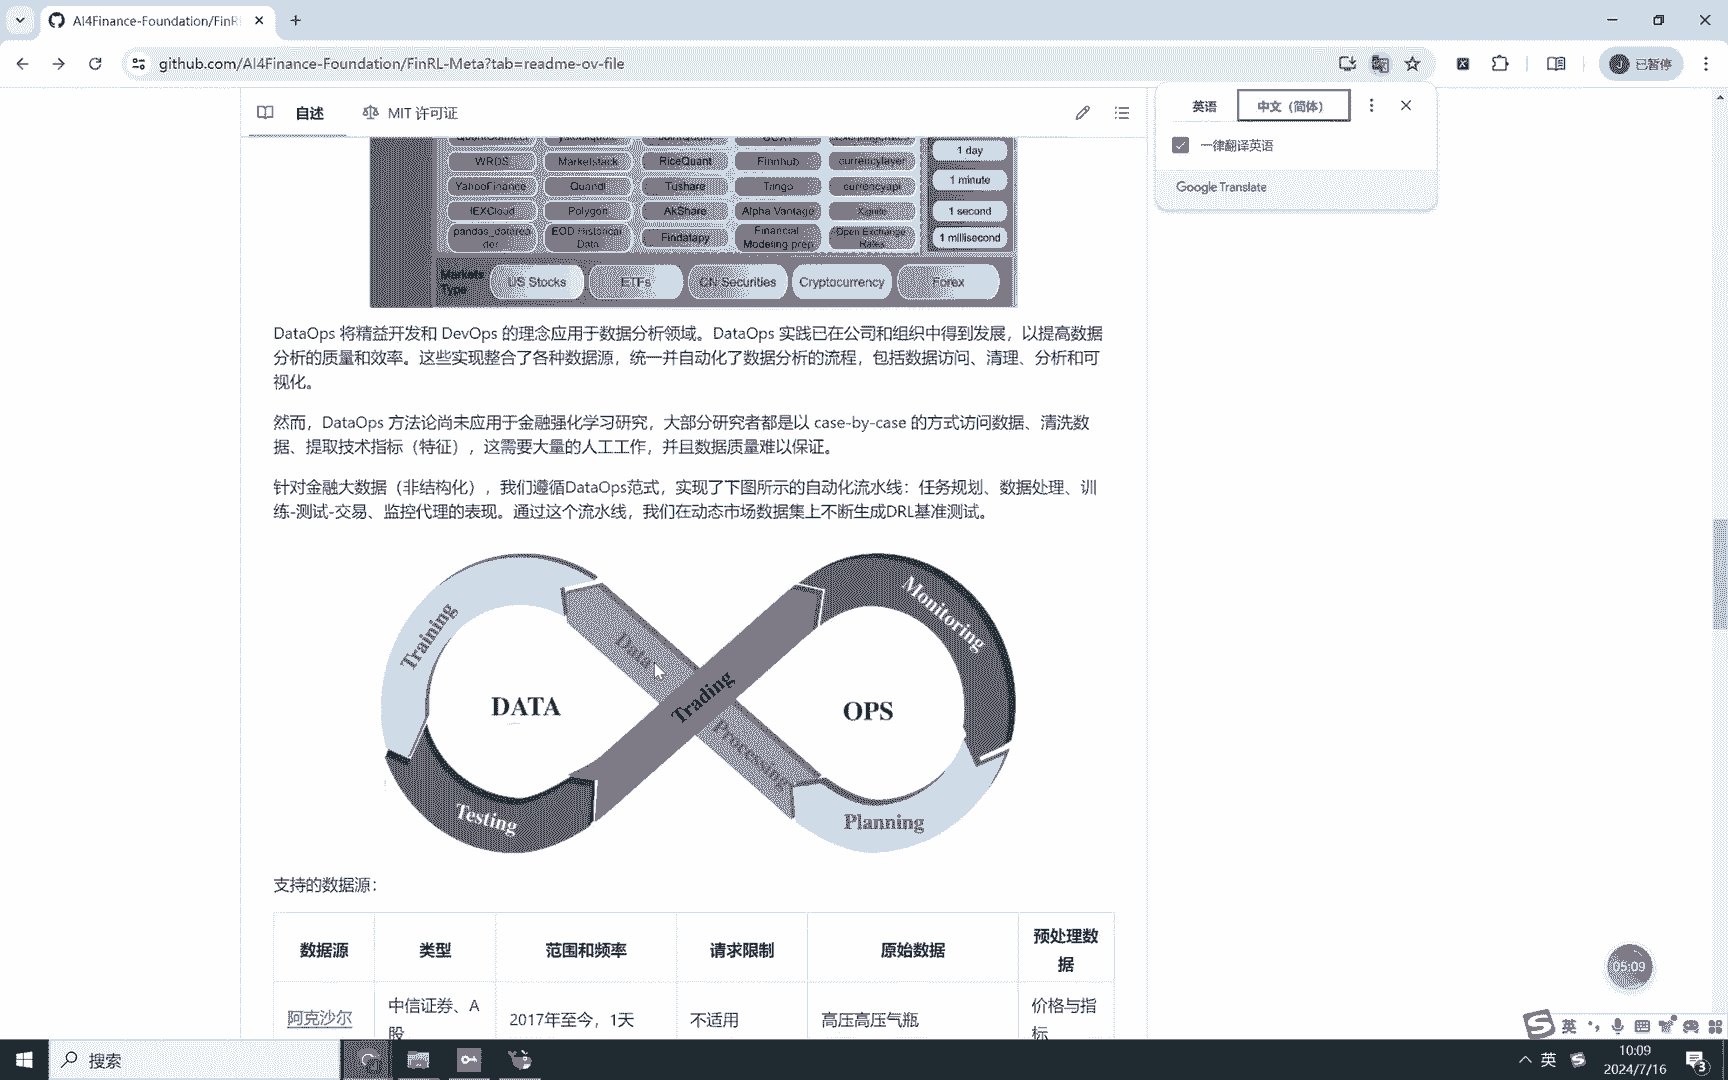 AI4Finance-Foundation/FinRL
github.com/AI4Finance-Foundation/FinRL-Meta?tab=readme-ov-file
已暂停
自述
MIT 许可证
英语
中文（简体）
一律翻译英语
Google Translate
1 day
WRDS Marketstack RiceQuant Finnhub currencylayer
1 minute
YahooFinance Quandl Tushare Tango currencyapi
IEXCloud Polygon AkShare Alpha Vantage Xignite
1 second
pandas_datareader EOD Historical Data Findatapy Financial Modeling prep Open Exchange Rates
1 millisecond
Markets Type US Stocks ETFs CN Securities Cryptocurrency Forex
DataOps 将精益开发和 DevOps 的理念应用于数据分析领域。DataOps 实践已在公司和组织中得到发展，以提高数据
分析的质量和效率。这些实现整合了各种数据源，统一并自动化了数据分析的流程，包括数据访问、清理、分析和可
视化。
然而，DataOps 方法论尚未应用于金融强化学习研究，大部分研究者都是以 case-by-case 的方式访问数据、清洗数
据、提取技术指标（特征），这需要大量的人工工作，并且数据质量难以保证。
针对金融大数据（非结构化），我们遵循DataOps范式，实现了下图所示的自动化流水线：任务规划、数据处理、训
练-测试-交易、监控代理的表现。通过这个流水线，我们在动态市场数据集上不断生成DRL基准测试。
Training
Data Processing
Trading
Monitoring
DATA
OPS
Testing
Planning
支持的数据源：
数据源 类型 范围和频率 请求限制 原始数据 预处理数据
阿克沙尔 中信证券、A股 2017年至今，1天 不适用 高压高压气瓶 价格与指标
05:09
英
搜索
英
10:09
2024/7/16
3